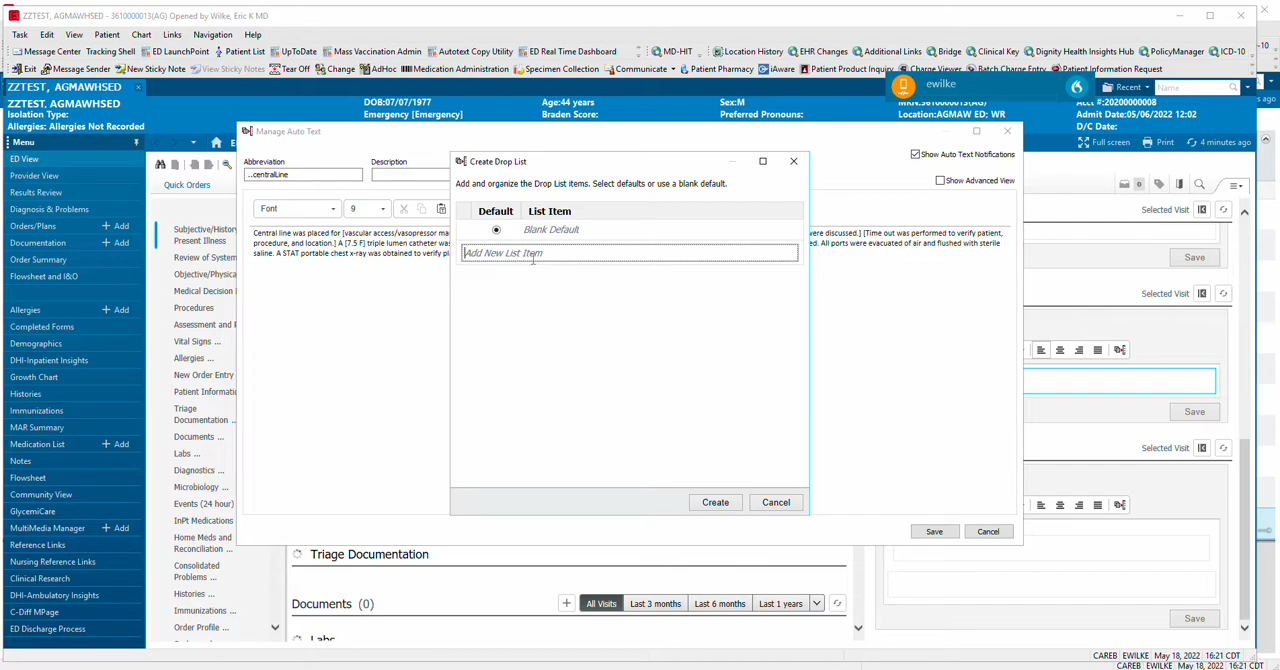 ZZTEST, AGMAWHSED - 3610000013(AG) Opened by Wilke, Eric K MD
Task Edit View Patient Chart Links Navigation Help
Message Center Tracking Shell ED LaunchPoint Patient List UpToDate Mass Vaccination Admin Autotext Copy Utility ED Real Time Dashboard MD-HIT Location History EHR Changes Additional Links Bridge Clinical Key Dignity Health Insights Hub PolicyManager ICD-10
Exit Message Sender New Sticky Note View Sticky Notes Tear Off Change AdHoc Medication Administration Specimen Collection Communicate Patient Pharmacy iAware Patient Product Inquiry Charge Viewer Batch Charge Entry Patient Information Request
ZZTEST, AGMAWHSED
ewilke
Recent Name
ZZTEST, AGMAWHSED DOB:07/07/1977 Age:44 years Sex:M MRN:3610000013(AG) Acct #:2020000008
Isolation Type: Emergency [Emergency] Braden Score: Preferred Pronouns: Location:AGMAW ED; WR Admit Date:05/06/2022 12:02
Allergies: Allergies Not Recorded D/C Date:
Menu
Full screen Print 4 minutes ago
ED View
Provider View
Results Review
Diagnosis & Problems
Orders/Plans + Add
Documentation + Add
Order Summary
Flowsheet and I&O
Allergies + Add
Completed Forms
Demographics
DHI-Inpatient Insights
Growth Chart
Histories
Immunizations
MAR Summary
Medication List + Add
Notes
Flowsheet
Community View
GlycemiCare
MultiMedia Manager + Add
Reference Links
Nursing Reference Links
Clinical Research
DHI-Ambulatory Insights
C-Diff MPage
ED Discharge Process
Quick Orders
Subjective/History
Present Illness
Review of System
Objective/Physical
Medical Decision
Procedures
Assessment and P
Vital Signs ...
Allergies ...
New Order Entry
Patient Informati
Triage
Documentation ...
Documents ...
Labs ...
Diagnostics ...
Microbiology ...
Events (24 hour)
InPt Medications
Home Meds and
Reconciliation ...
Consolidated
Problems ...
Histories ...
Immunizations ...
Order Profile ...
Manage Auto Text
Abbreviation Description
..centralLine
Show Auto Text Notifications
Show Advanced View
Font 9
Central line was placed for [vascular access/vasopressor ma
were discussed.] [Time out was performed to verify patient,
procedure, and location.] A [7.5 F] triple lumen catheter was
ed. All ports were evacuated of air and flushed with sterile
saline. A STAT portable chest x-ray was obtained to verify pl
Save Cancel
Create Drop List
Add and organize the Drop List items. Select defaults or use a blank default.
Default List Item
Blank Default
Add New List Item
Create Cancel
Selected Visit
Save
Selected Visit
Save
Selected Visit
Save
Triage Documentation
Documents (0) All Visits Last 3 months Last 6 months Last 1 years
Labs
CAREB EWILKE May 18, 2022 16:21 CDT
CAREB EWILKE May 18, 2022 16:21 CDT